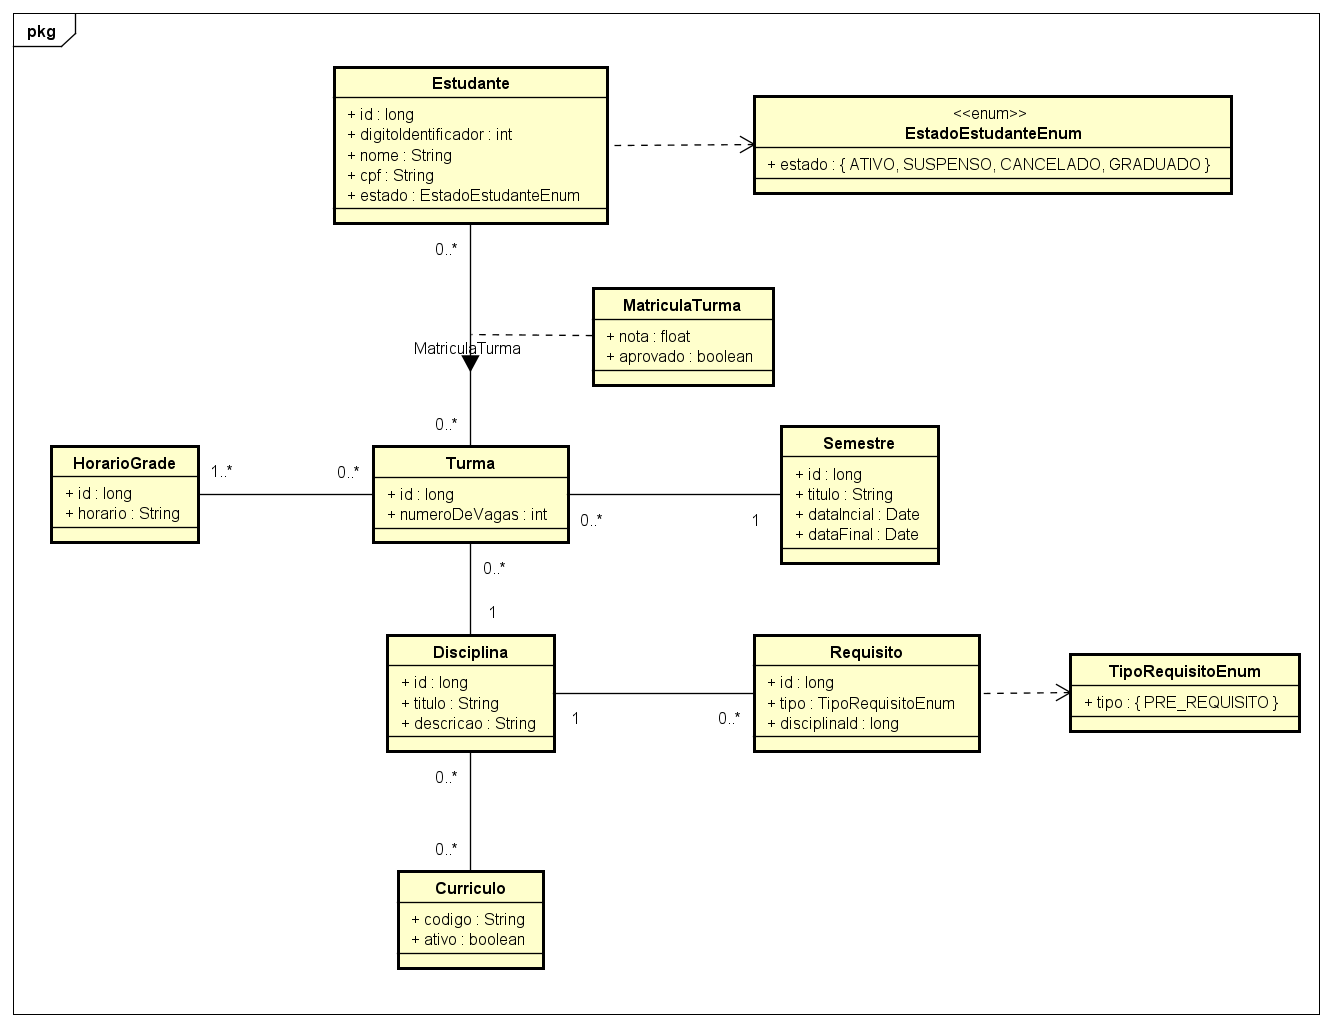 pkg
Estudante
+ id : long
+ digitoIdentificador : int
+ nome : String
+ cpf : String
+ estado : EstadoEstudanteEnum
<<enum>>
EstadoEstudanteEnum
+ estado : { ATIVO, SUSPENSO, CANCELADO, GRADUADO }
0..*
MatriculaTurma
+ nota : float
+ aprovado : boolean
MatriculaTurma
0..*
HorarioGrade
+ id : long
+ horario : String
1..*
0..*
Turma
+ id : long
+ numeroDeVagas : int
0..*
1
Semestre
+ id : long
+ titulo : String
+ dataIncial : Date
+ dataFinal : Date
0..*
1
Disciplina
+ id : long
+ titulo : String
+ descricao : String
1
0..*
Requisito
+ id : long
+ tipo : TipoRequisitoEnum
+ disciplinaId : long
TipoRequisitoEnum
+ tipo : { PRE_REQUISITO }
0..*
0..*
Curriculo
+ codigo : String
+ ativo : boolean